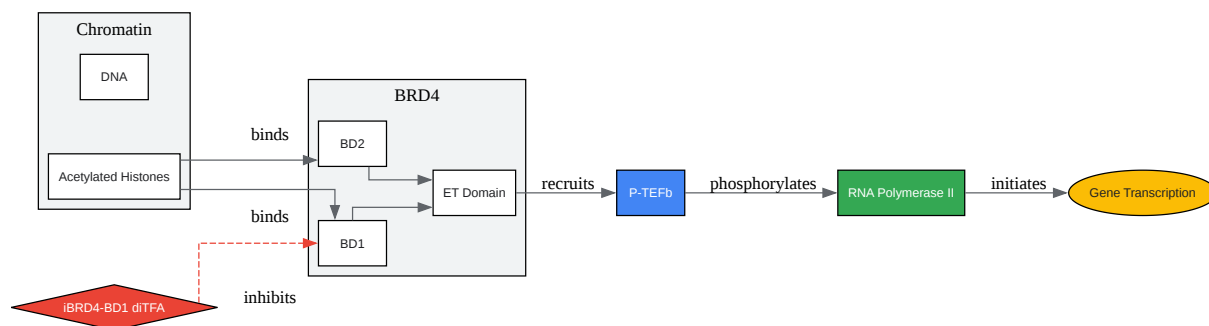 Chromatin
DNA
Acetylated Histones
binds
binds
BRD4
BD2
BD1
ET Domain
recruits
P-TEFb
phosphorylates
RNA Polymerase II
initiates
Gene Transcription
iBRD4-BD1 diTFA
inhibits